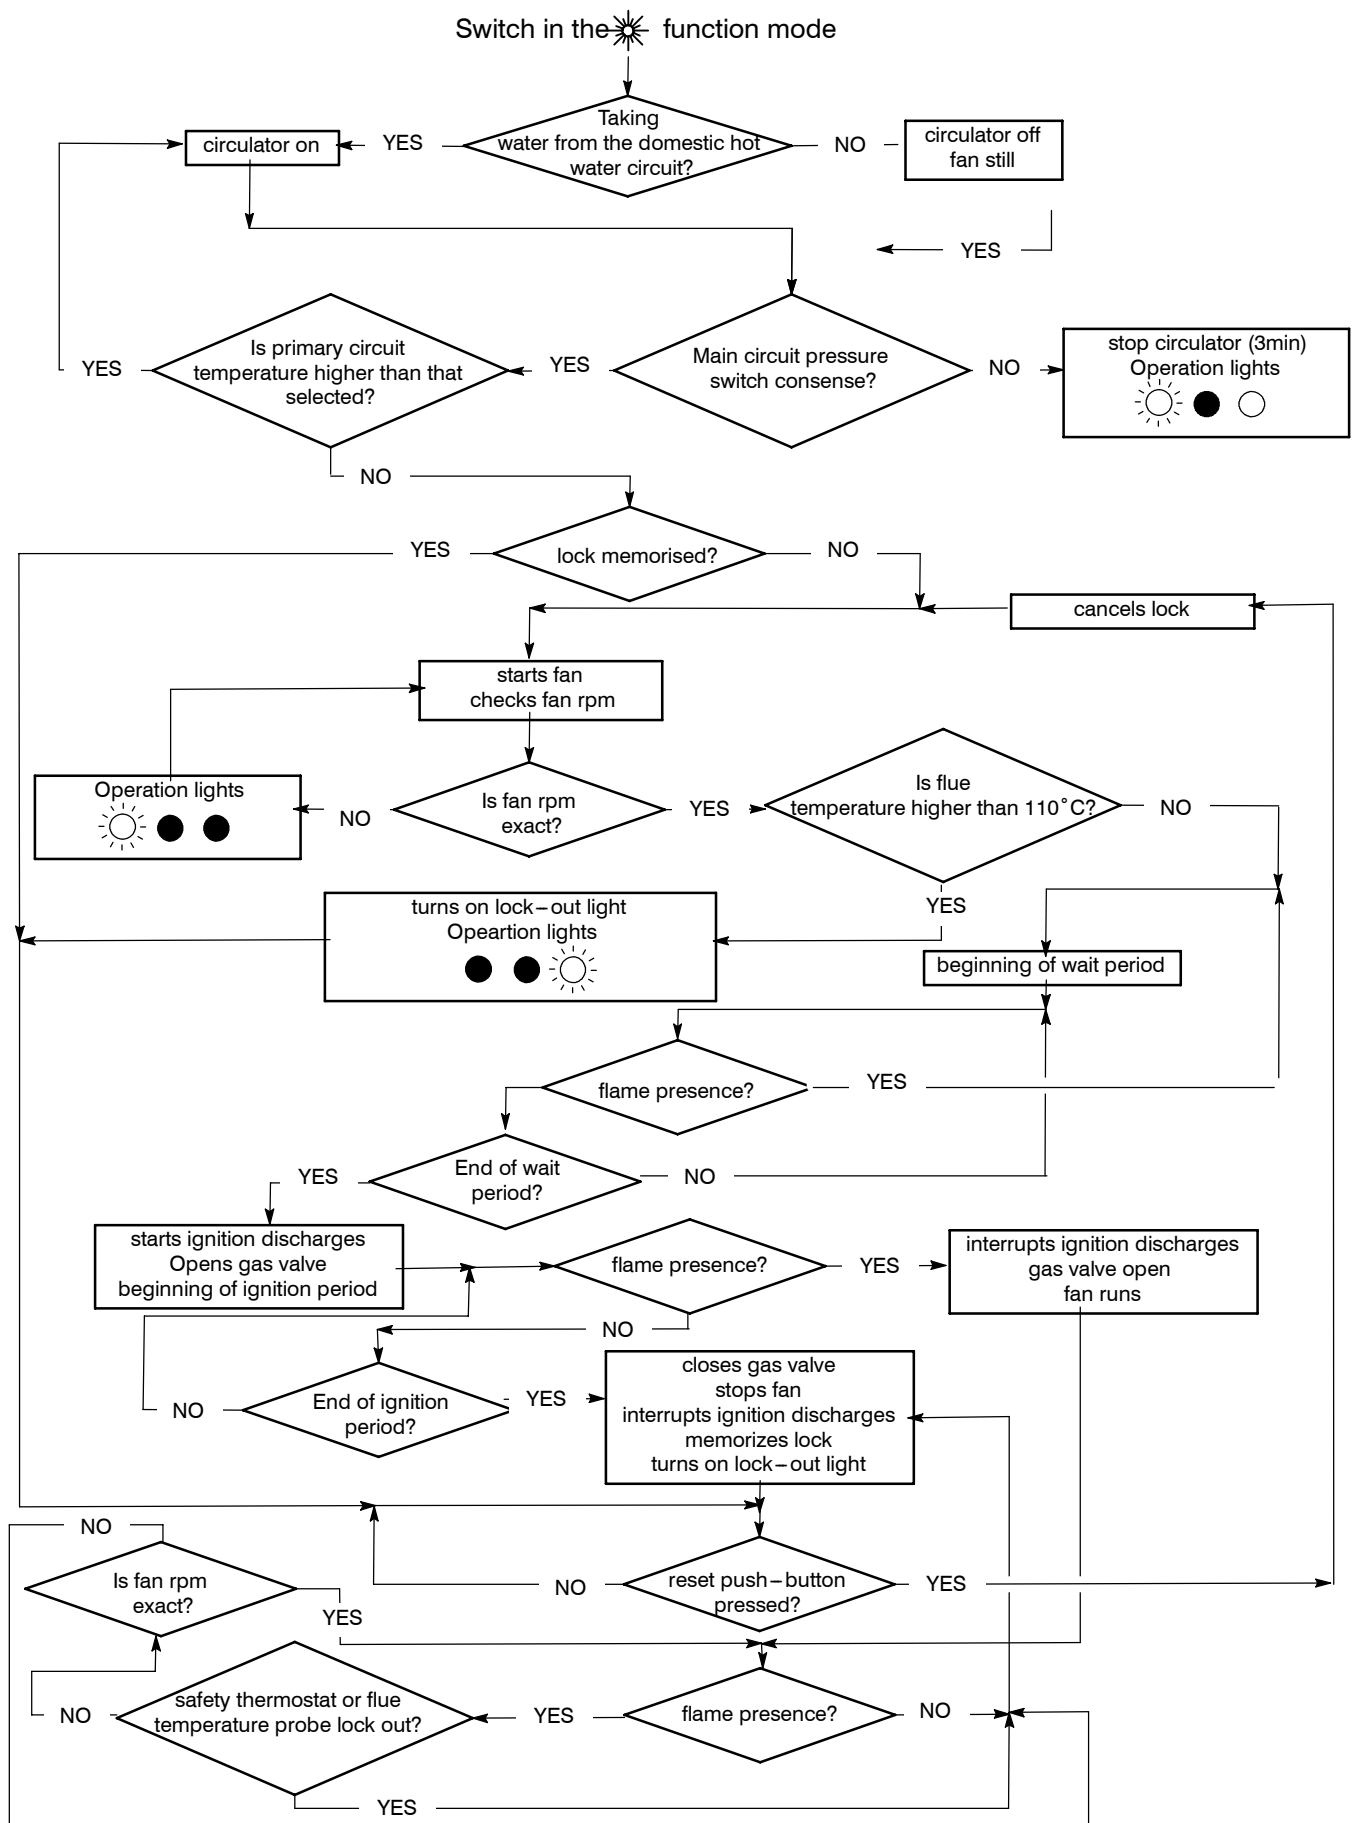 Switch in the function mode
Taking
water from the domestic hot
water circuit?
YES
circulator on
NO
circulator off
fan still
YES
Is primary circuit
temperature higher than that
selected?
YES
YES
Main circuit pressure
switch consense?
NO
stop circulator (3min)
Operation lights
NO
YES
lock memorised?
NO
cancels lock
starts fan
checks fan rpm
Operation lights
NO
Is fan rpm
exact?
YES
Is flue
temperature higher than 110°C?
NO
YES
turns on lock-out light
Opeartion lights
beginning of wait period
flame presence?
YES
YES
End of wait
period?
NO
starts ignition discharges
Opens gas valve
beginning of ignition period
flame presence?
YES
interrupts ignition discharges
gas valve open
fan runs
NO
NO
End of ignition
period?
YES
closes gas valve
stops fan
interrupts ignition discharges
memorizes lock
turns on lock-out light
NO
Is fan rpm
exact?
YES
NO
reset push-button
pressed?
YES
NO
safety thermostat or flue
temperature probe lock out?
YES
flame presence?
NO
YES